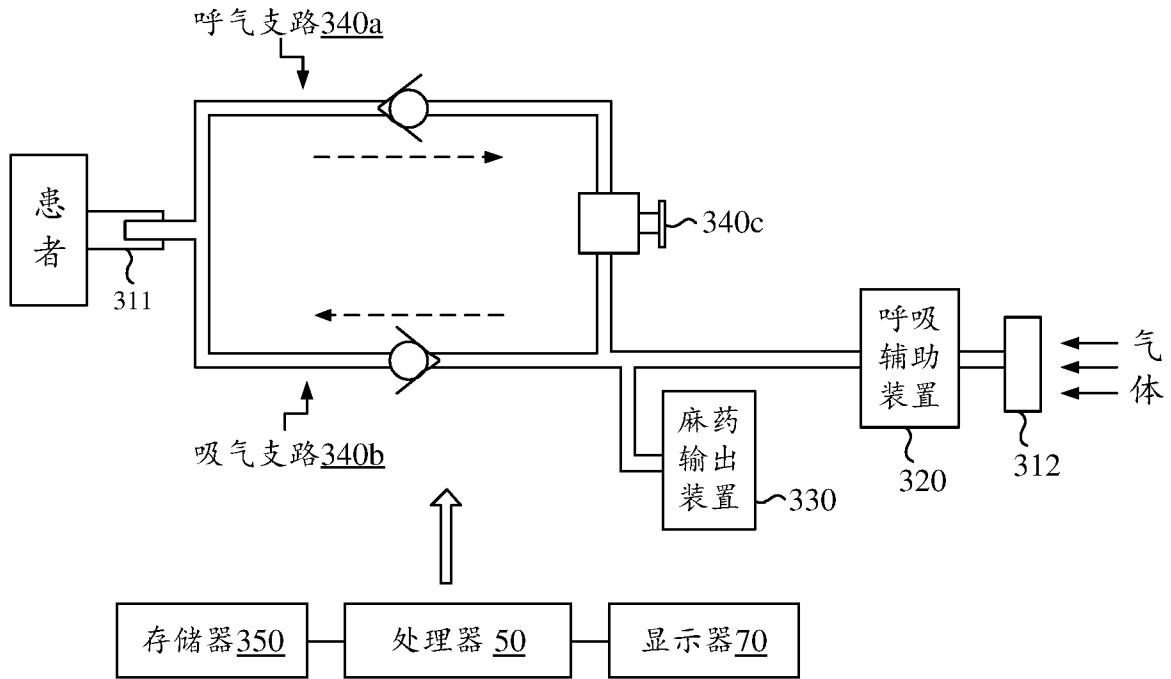 呼气支路340a
患者
311
340c
呼吸
辅助
装置
气
体
320
312
吸气支路340b
麻药
输出
装置
330
存储器350
处理器 50
显示器70